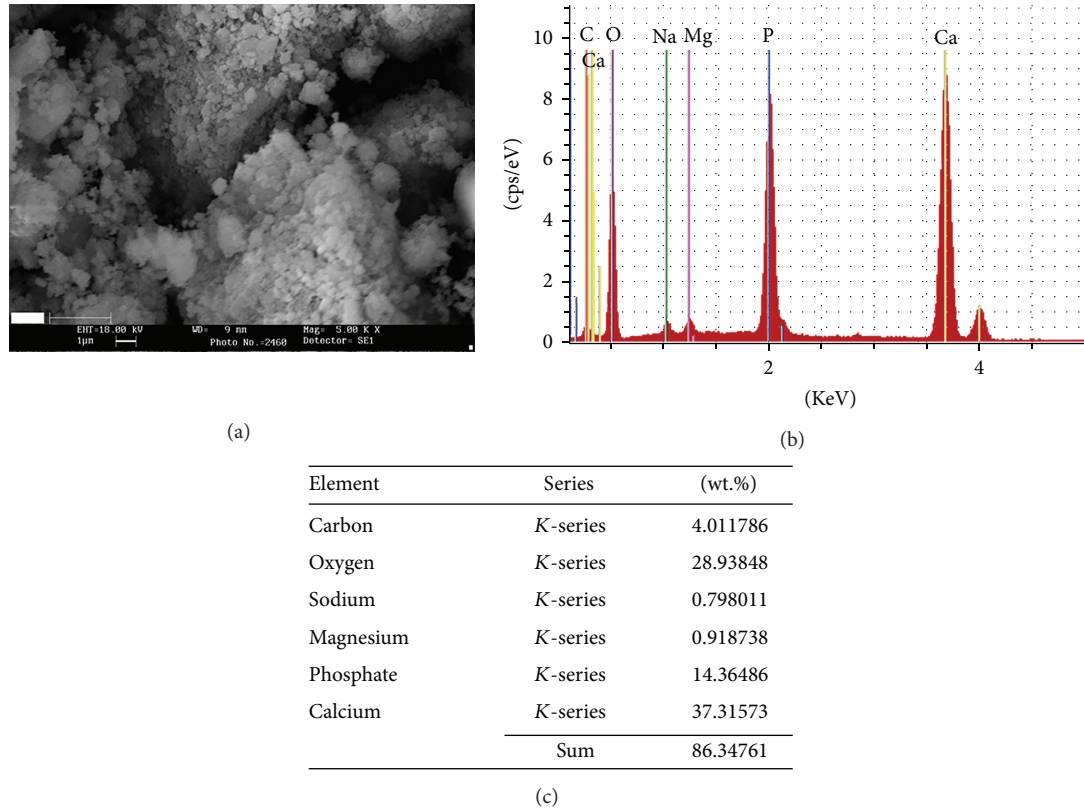 EHT=18.00 kV WD= 9 nm Mag= 5.00 K X
1µm Photo No.=2460 Detector= SE1
(a)
C O Na Mg P Ca
Ca
10
8
6
4
2
0
(cps/eV)
2 4
(KeV)
(b)
Element Series (wt.%)
Carbon K-series 4.011786
Oxygen K-series 28.93848
Sodium K-series 0.798011
Magnesium K-series 0.918738
Phosphate K-series 14.36486
Calcium K-series 37.31573
Sum 86.34761
(c)